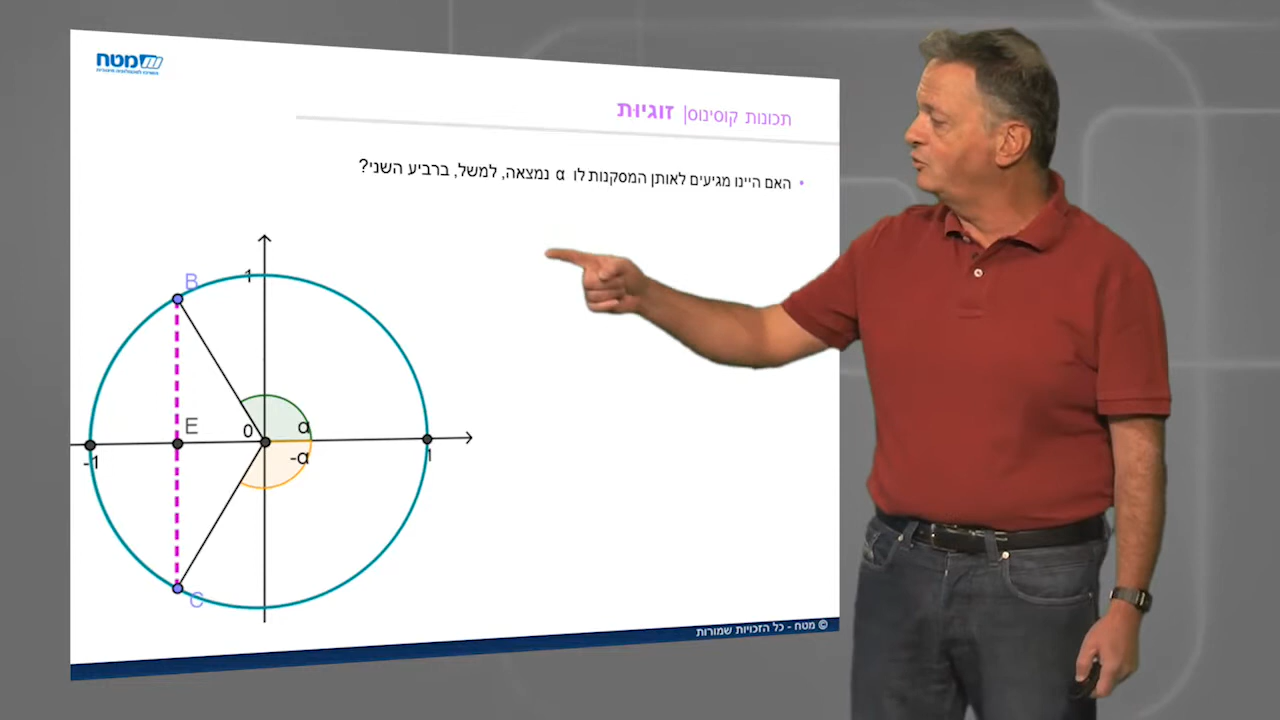 מטח
תכונות קוסינוס| זוגיוּת
האם היינו מגיעים לאותן המסקנות לו α נמצאה, למשל, ברביע השני?
1
B
E
0
α
-1
-α
1
C
© מטח - כל הזכויות שמורות